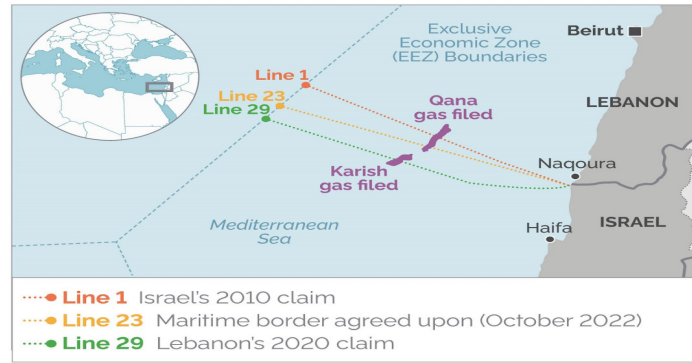 Exclusive
Economic Zone
(EEZ) Boundaries
Beirut
Line 1
Line 23
Line 29
LEBANON
Qana
gas filed
Karish
gas filed
Naqoura
ISRAEL
Mediterranean
Sea
Haifa
Line 1 Israel's 2010 claim
Line 23 Maritime border agreed upon (October 2022)
Line 29 Lebanon's 2020 claim